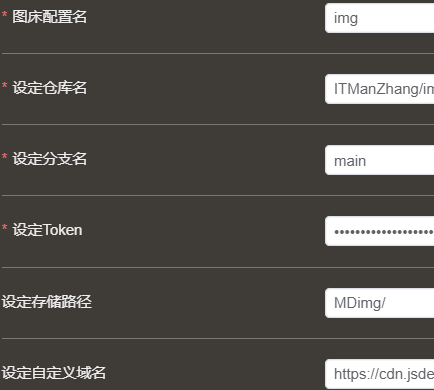 * 图床配置名
img
* 设定仓库名
ITManZhang/im
* 设定分支名
main
* 设定Token
••••••••••••••••••••
设定存储路径
MDimg/
设定自定义域名
https://cdn.jsde